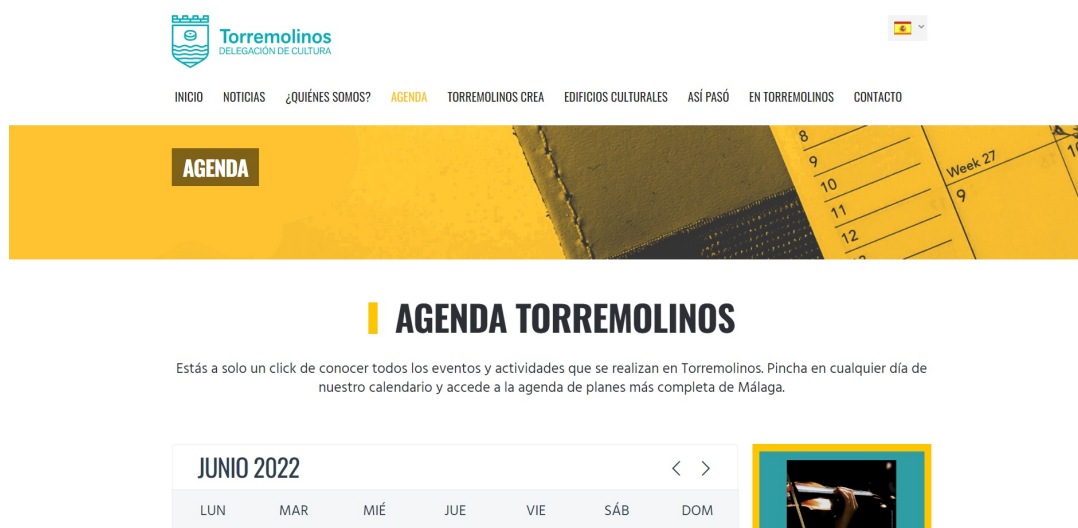 Torremolinos
DELEGACIÓN DE CULTURA
INICIO NOTICIAS ¿QUIÉNES SOMOS? AGENDA TORREMOLINOS CREA EDIFICIOS CULTURALES ASÍ PASÓ EN TORREMOLINOS CONTACTO
AGENDA
8
9
10
11
12
Week 27
9
10
AGENDA TORREMOLINOS
Estás a solo un click de conocer todos los eventos y actividades que se realizan en Torremolinos. Pincha en cualquier día de
nuestro calendario y accede a la agenda de planes más completa de Málaga.
JUNIO 2022
LUN MAR MIÉ JUE VIE SÁB DOM